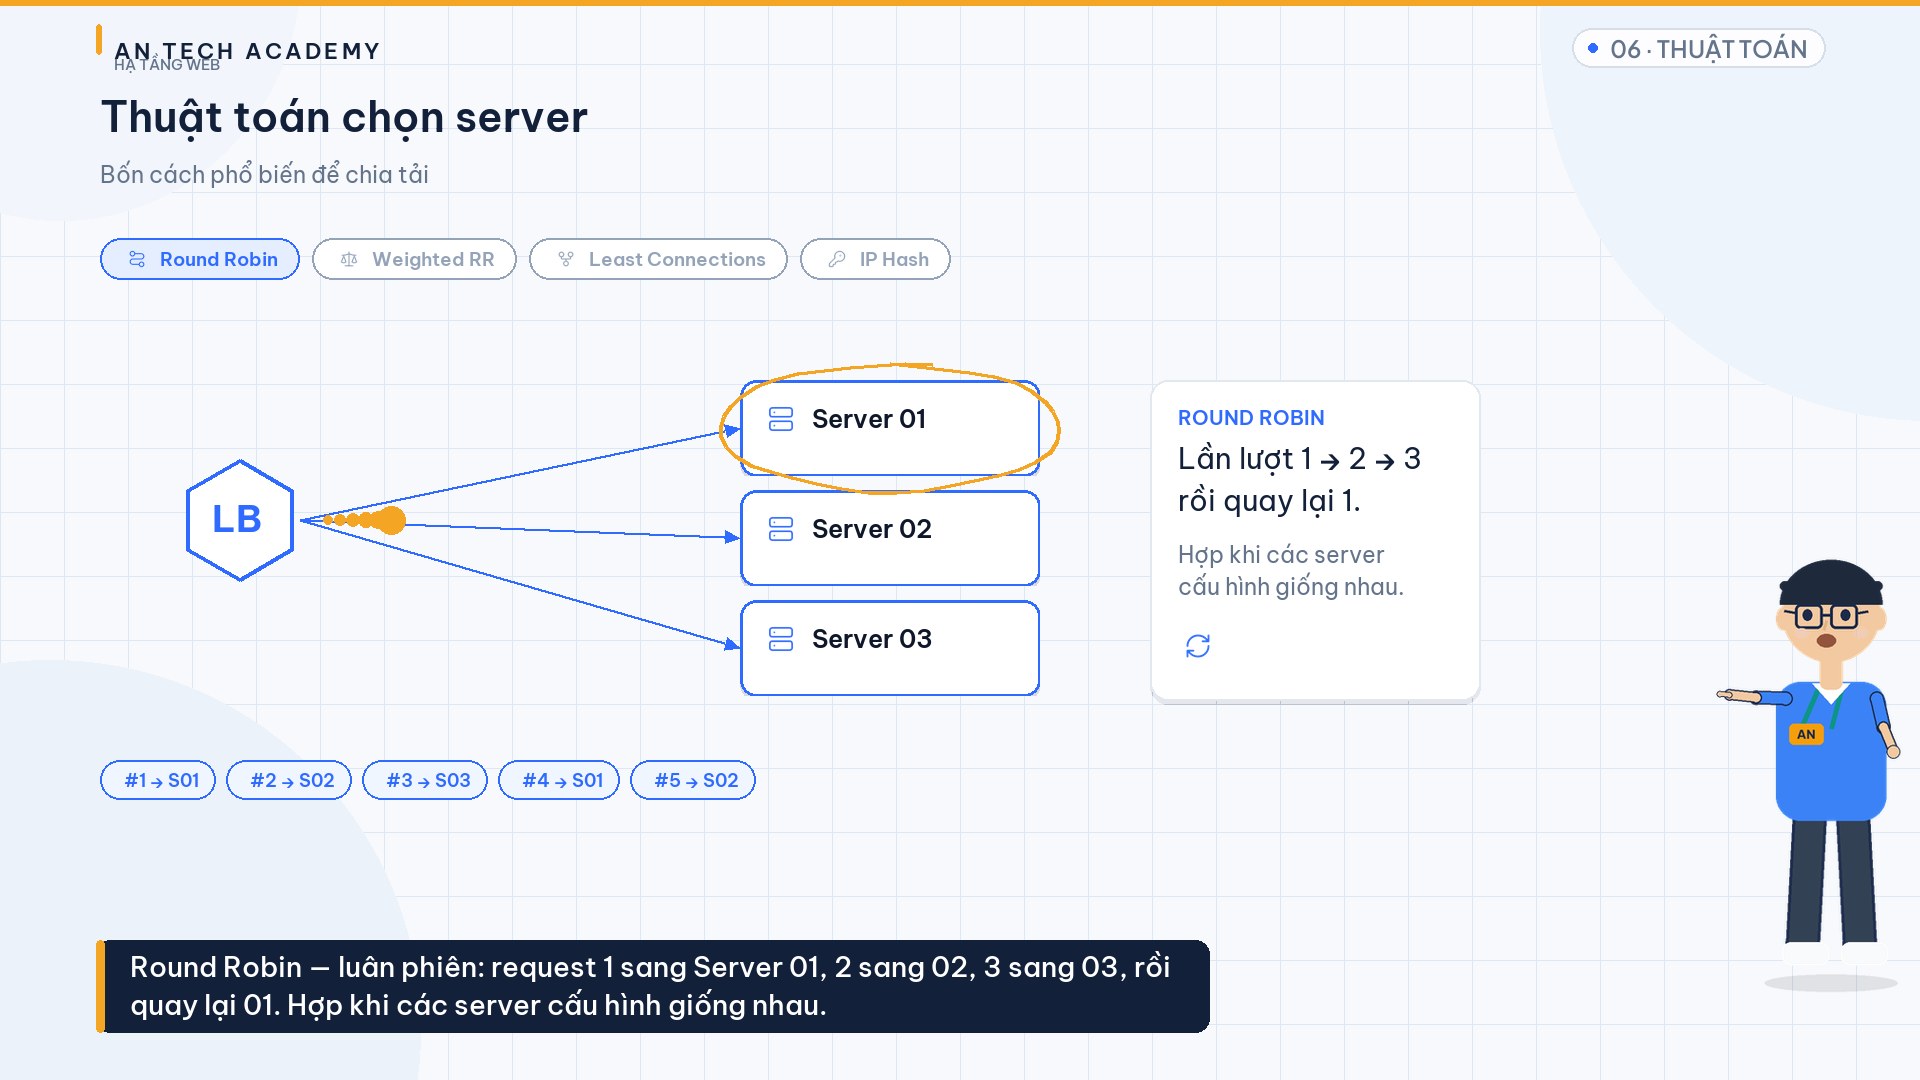 AN TECH ACADEMY
HẠ TẦNG WEB
06 · THUẬT TOÁN
Thuật toán chọn server
Bốn cách phổ biến để chia tải
Round Robin
Weighted RR
Least Connections
IP Hash
LB
Server 01
Server 02
Server 03
ROUND ROBIN
Lần lượt 1 → 2 → 3
rồi quay lại 1.
Hợp khi các server
cấu hình giống nhau.
AN
#1 → S01
#2 → S02
#3 → S03
#4 → S01
#5 → S02
Round Robin — luân phiên: request 1 sang Server 01, 2 sang 02, 3 sang 03, rồi
quay lại 01. Hợp khi các server cấu hình giống nhau.